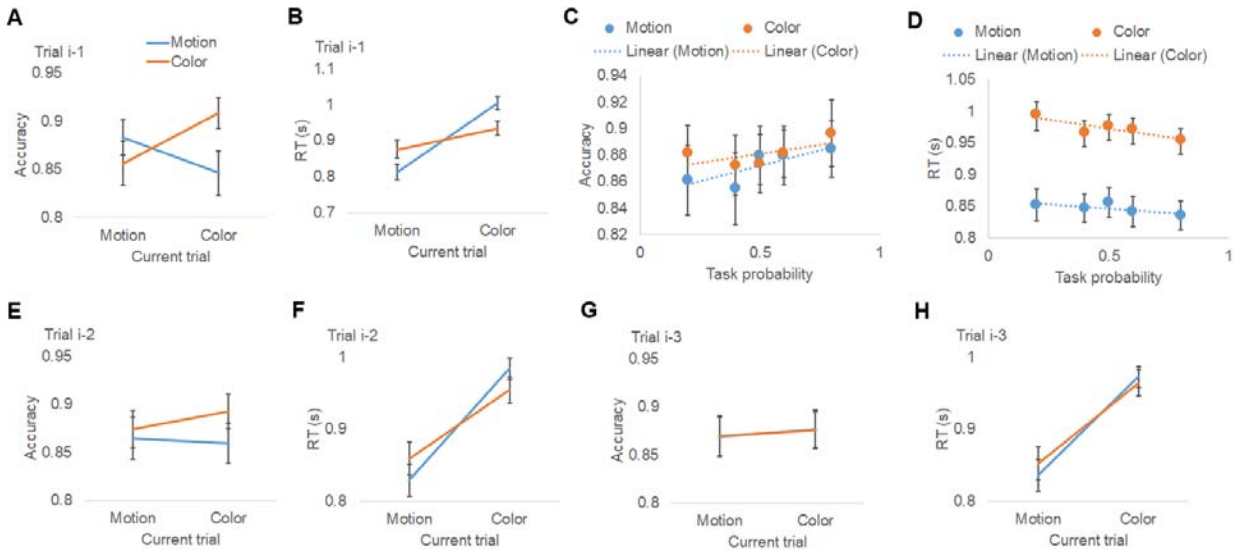 A
Trial i-1
Motion
Color
0.95
0.9
0.85
0.8
Accuracy
Motion Color
Current trial
B
Trial i-1
1.1
1
0.9
0.8
0.7
RT (s)
Motion Color
Current trial
C
Motion Color
Linear (Motion) Linear (Color)
0.94
0.92
0.9
0.88
0.86
0.84
0.82
Accuracy
0 0.5 1
Task probability
D
Motion Color
Linear (Motion) Linear (Color)
1.05
1
0.95
0.9
0.85
0.8
RT (s)
0 0.5 1
Task probability
E
Trial i-2
0.95
0.9
0.85
0.8
Accuracy
Motion Color
Current trial
F
Trial i-2
1
0.9
0.8
RT (s)
Motion Color
Current trial
G
Trial i-3
0.95
0.9
0.85
0.8
Accuracy
Motion Color
Current trial
H
Trial i-3
1
0.9
0.8
RT (s)
Motion Color
Current trial